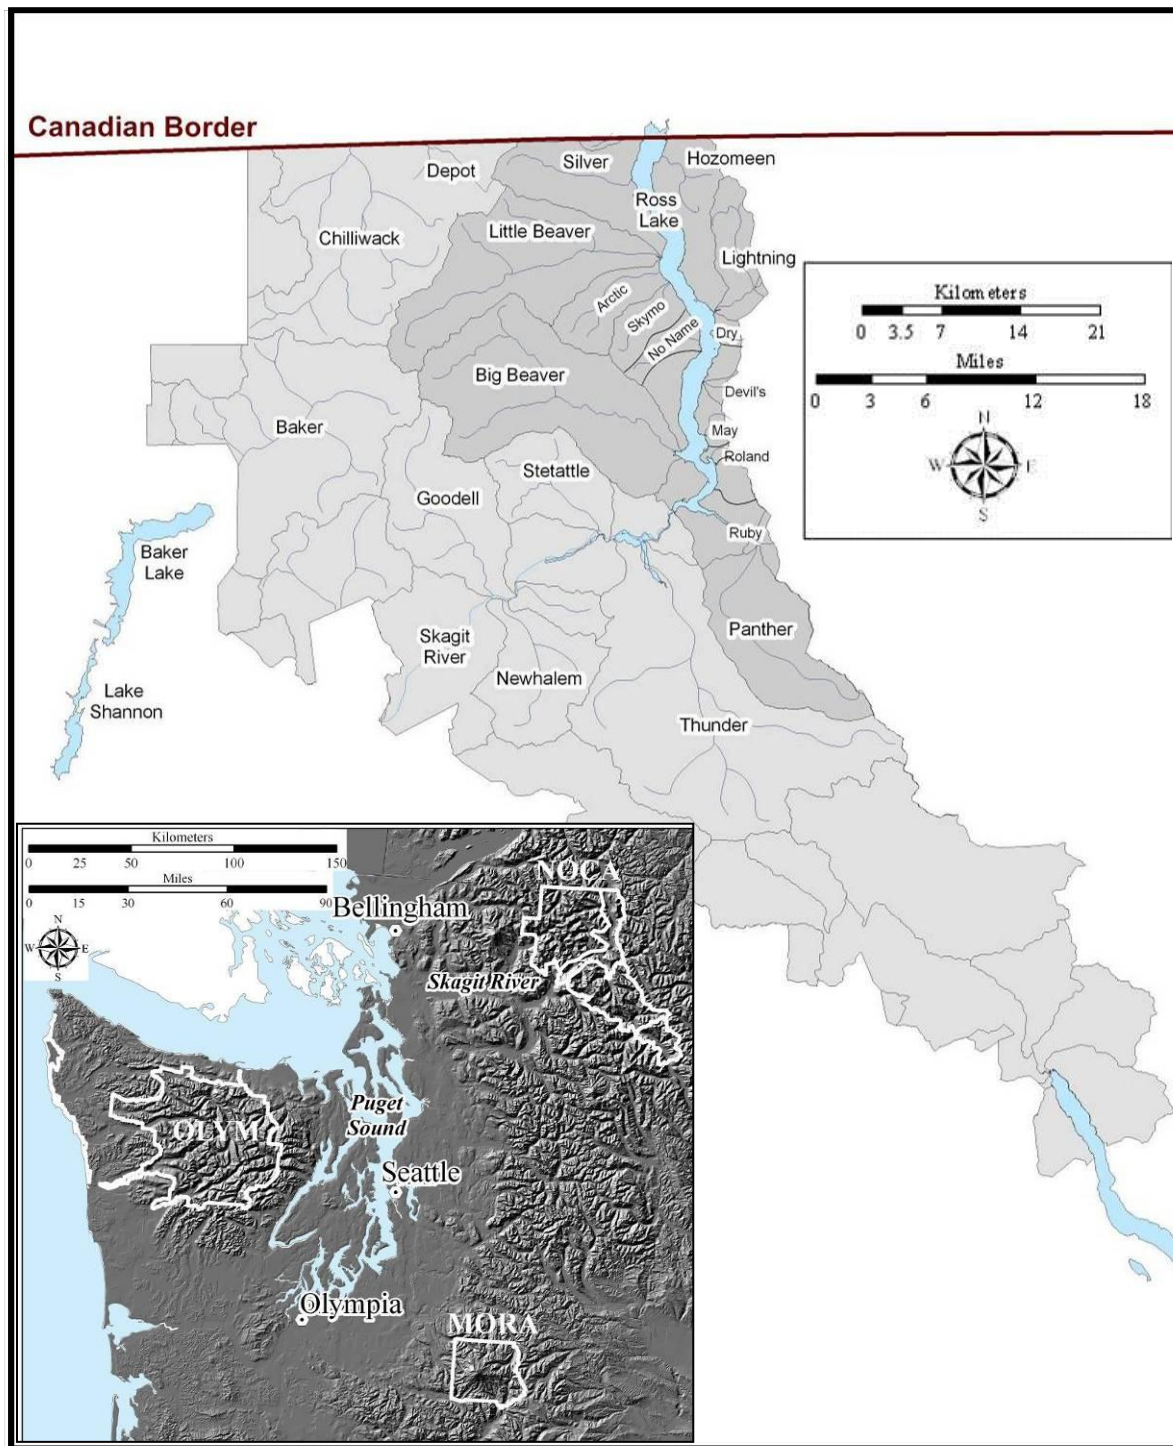 Canadian Border
Depot
Silver
Hozomeen
Ross
Lake
Chilliwack
Little Beaver
Lightning
Arctic
Skymo
No Name
Dry
Big Beaver
Devil's
Baker
May
Roland
Stetattle
Goodell
Ruby
Baker
Lake
Panther
Skagit
River
Newhalem
Lake
Shannon
Thunder
Kilometers
0 3.5 7 14 21
Miles
0 3 6 12 18
N
W E
S
Kilometers
0 25 50 100 150
Miles
0 15 30 60 90
N
W E
S
NOCA
Bellingham
Skagit River
Puget
Sound
OLYM
Seattle
Olympia
MORA